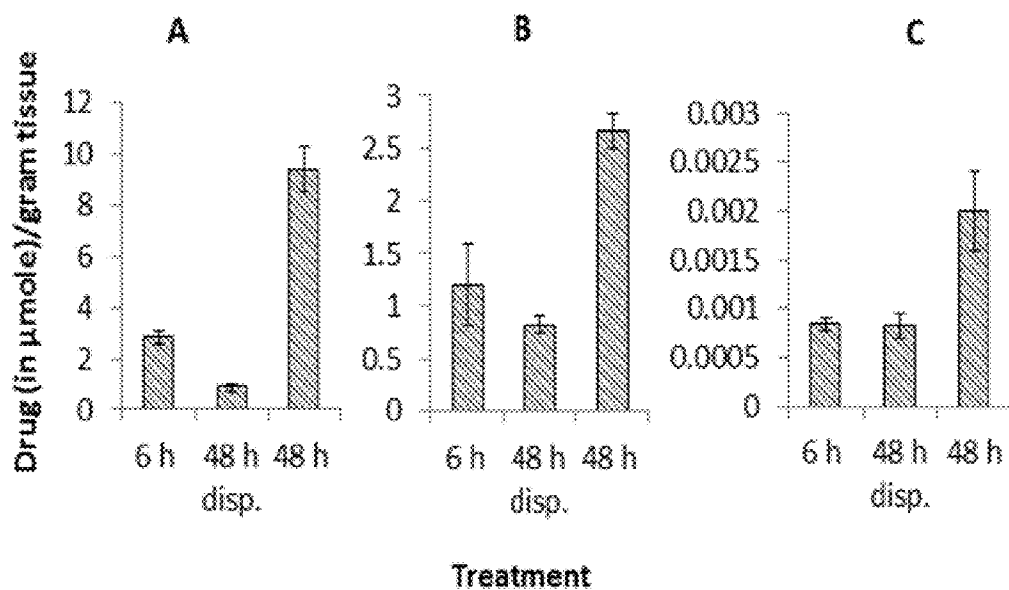 A
B
C
Drug (in µmole)/gram tissue
12
10
8
6
4
2
0
6 h 48 h 48 h
disp.
3
2.5
2
1.5
1
0.5
0
6 h 48 h 48 h
disp.
0.003
0.0025
0.002
0.0015
0.001
0.0005
0
6 h 48 h 48 h
disp.
Treatment